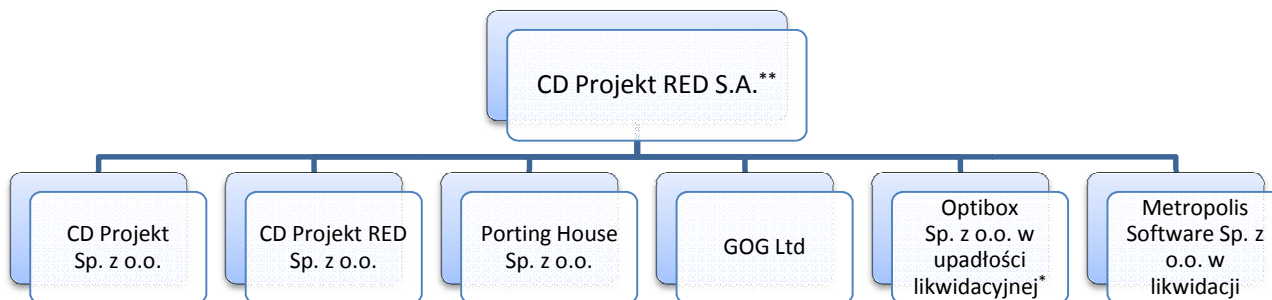 CD Projekt RED S.A.**
CD Projekt
Sp. z o.o.
CD Projekt RED
Sp. z o.o.
Porting House
Sp. z o.o.
GOG Ltd
Optibox
Sp. z o.o. w
upadłości
likwidacyjnej*
Metropolis
Software Sp. z
o.o. w
likwidacji